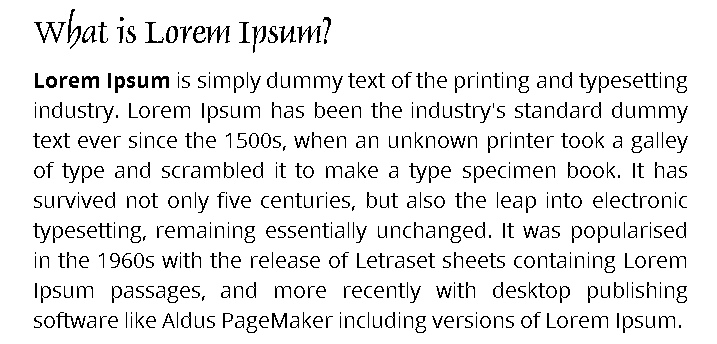 What is Lorem Ipsum?
Lorem Ipsum is simply dummy text of the printing and typesetting
industry. Lorem Ipsum has been the industry's standard dummy
text ever since the 1500s, when an unknown printer took a galley
of type and scrambled it to make a type specimen book. It has
survived not only five centuries, but also the leap into electronic
typesetting, remaining essentially unchanged. It was popularised
in the 1960s with the release of Letraset sheets containing Lorem
Ipsum passages, and more recently with desktop publishing
software like Aldus PageMaker including versions of Lorem Ipsum.